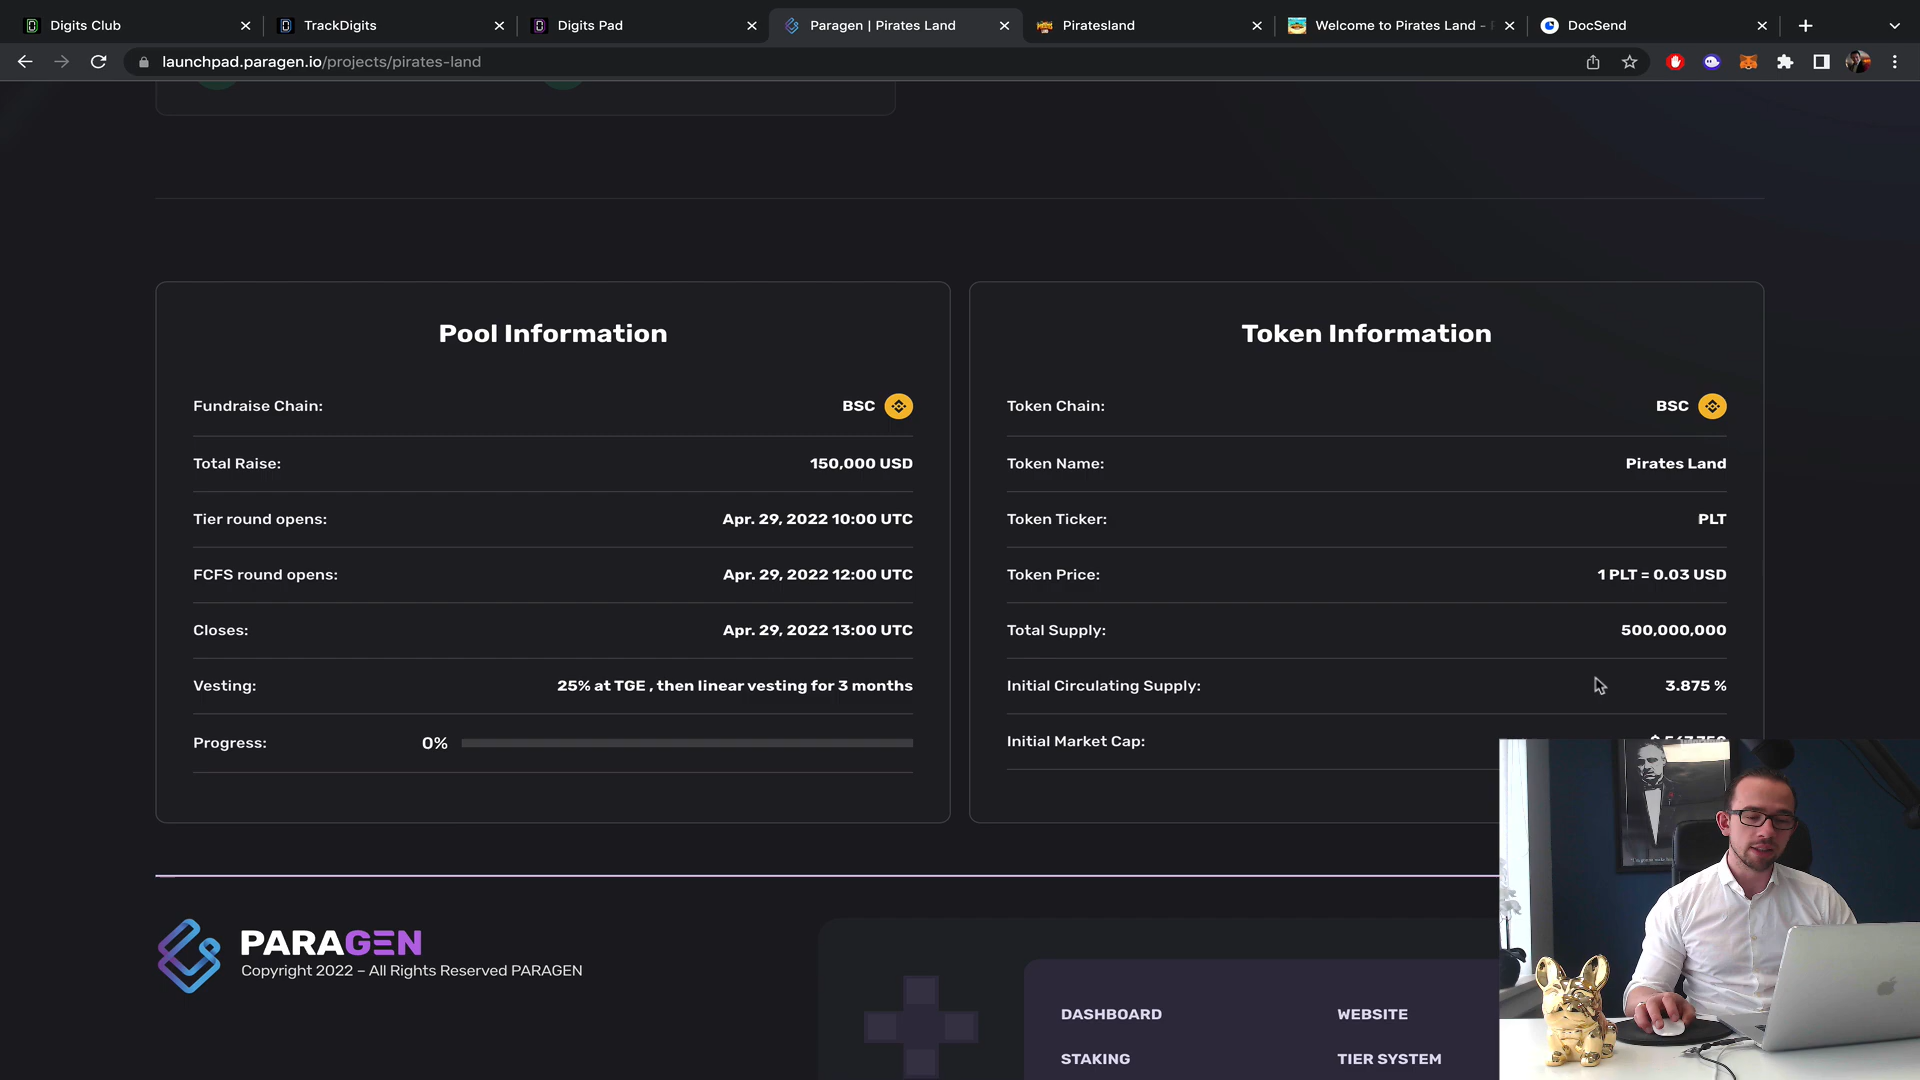 Digits Club
TrackDigits
Digits Pad
Paragen | Pirates Land
Piratesland
Welcome to Pirates Land -
DocSend
launchpad.paragen.io/projects/pirates-land
Pool Information
Fundraise Chain: BSC
Total Raise: 150,000 USD
Tier round opens: Apr. 29, 2022 10:00 UTC
FCFS round opens: Apr. 29, 2022 12:00 UTC
Closes: Apr. 29, 2022 13:00 UTC
Vesting: 25% at TGE , then linear vesting for 3 months
Progress: 0%
Token Information
Token Chain: BSC
Token Name: Pirates Land
Token Ticker: PLT
Token Price: 1 PLT = 0.03 USD
Total Supply: 500,000,000
Initial Circulating Supply: 3.875 %
Initial Market Cap:
PARAGEN
Copyright 2022 – All Rights Reserved PARAGEN
DASHBOARD
WEBSITE
STAKING
TIER SYSTEM